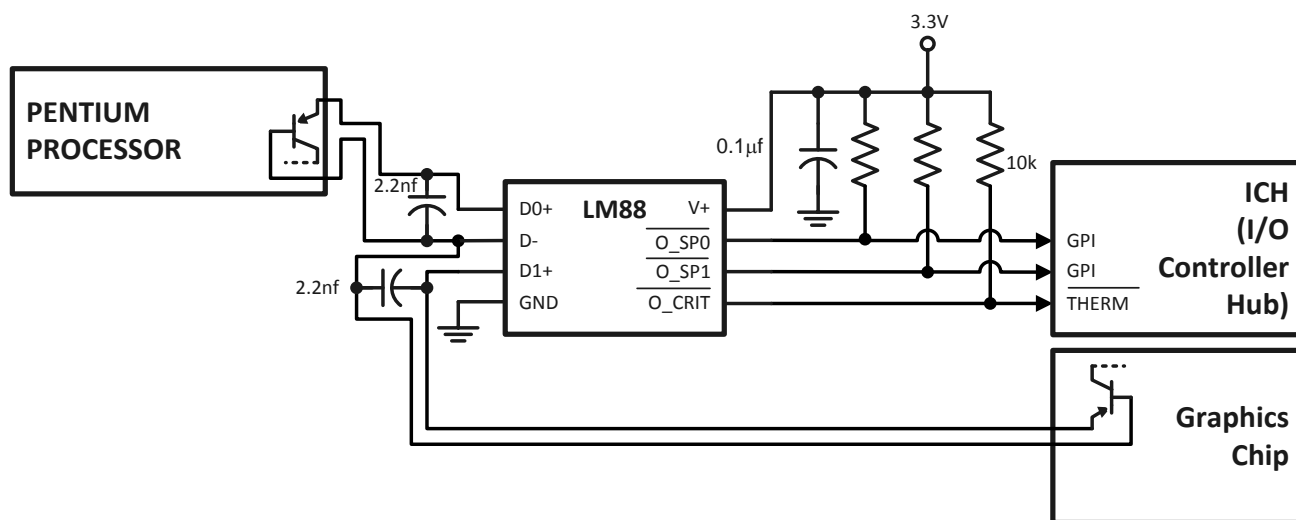 3.3V
PENTIUM
PROCESSOR
0.1µf
10k
2.2nf
LM88
D0+
D-
D1+
GND
V+
O_SP0
O_SP1
O_CRIT
2.2nf
ICH
(I/O
Controller
Hub)
GPI
GPI
THERM
Graphics
Chip